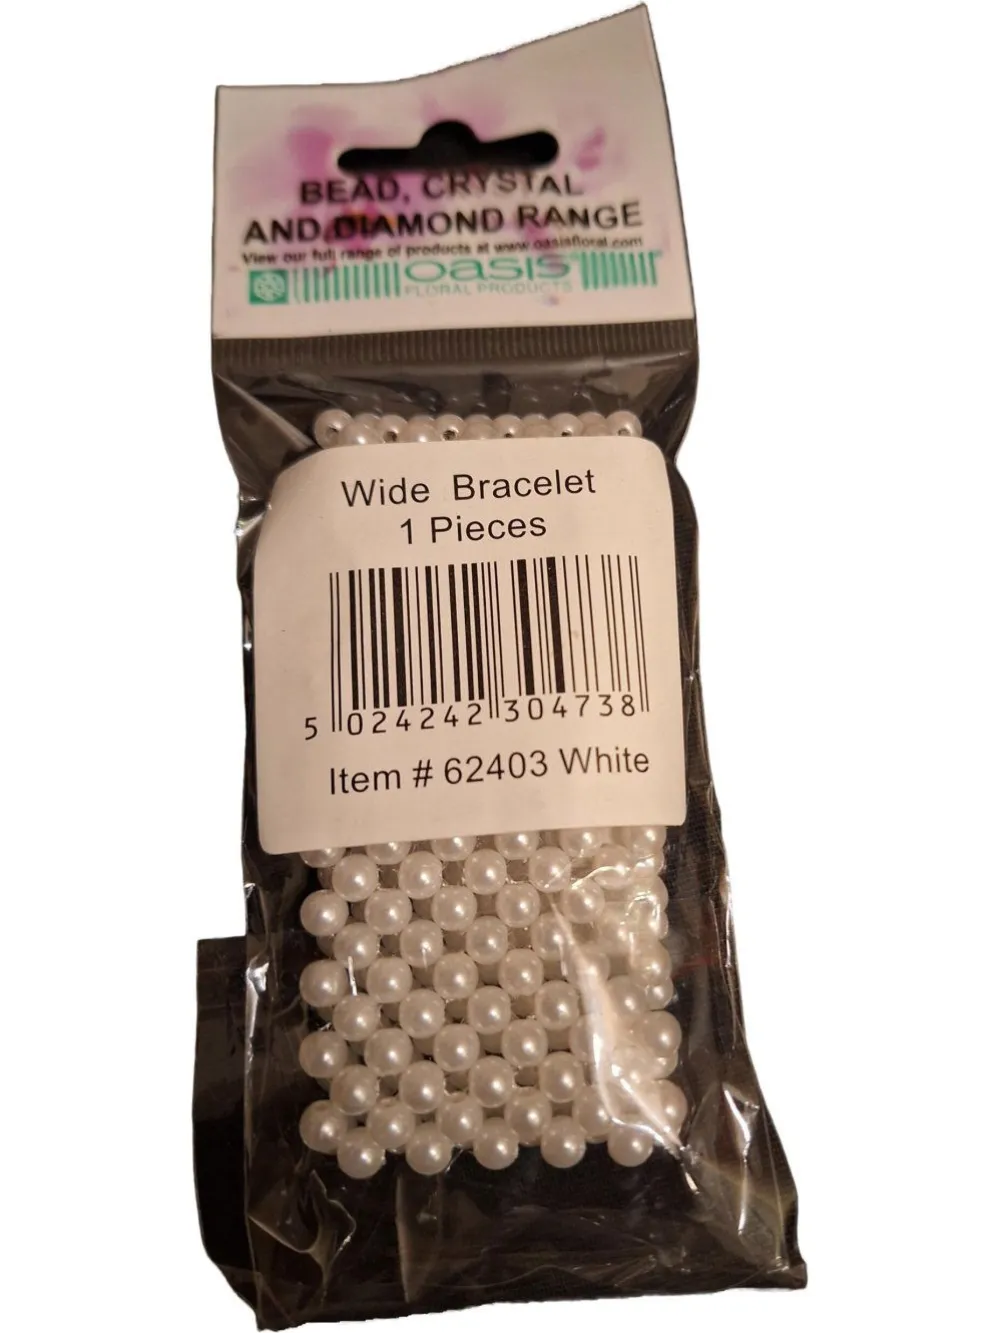 BEAD, CRYSTAL
AND DIAMOND RANGE
View our full range of products at www.oasisfloral.com
oasis®
FLORAL PRODUCTS
Wide Bracelet
1 Pieces
5 024242 304738
Item # 62403 White